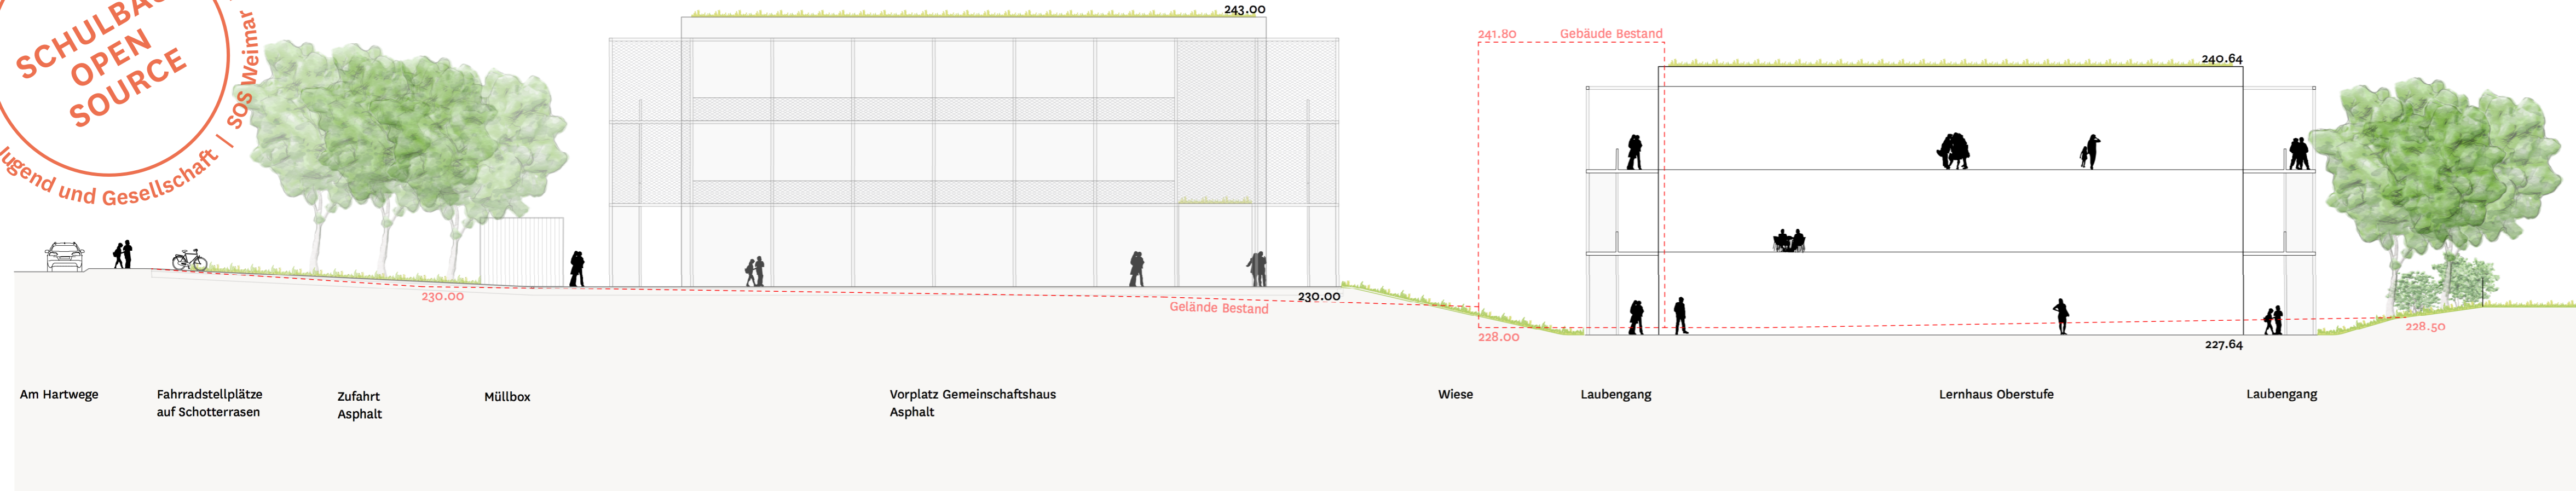 SCHULBAU
OPEN
SOURCE
Jugend und Gesellschaft | SOS Weimar
243.00
241.80
Gebäude Bestand
240.64
230.00
Gelände Bestand
230.00
228.00
227.64
228.50
Am Hartwege
Fahrradstellplätze
auf Schotterrasen
Zufahrt
Asphalt
Müllbox
Vorplatz Gemeinschaftshaus
Asphalt
Wiese
Laubengang
Lernhaus Oberstufe
Laubengang